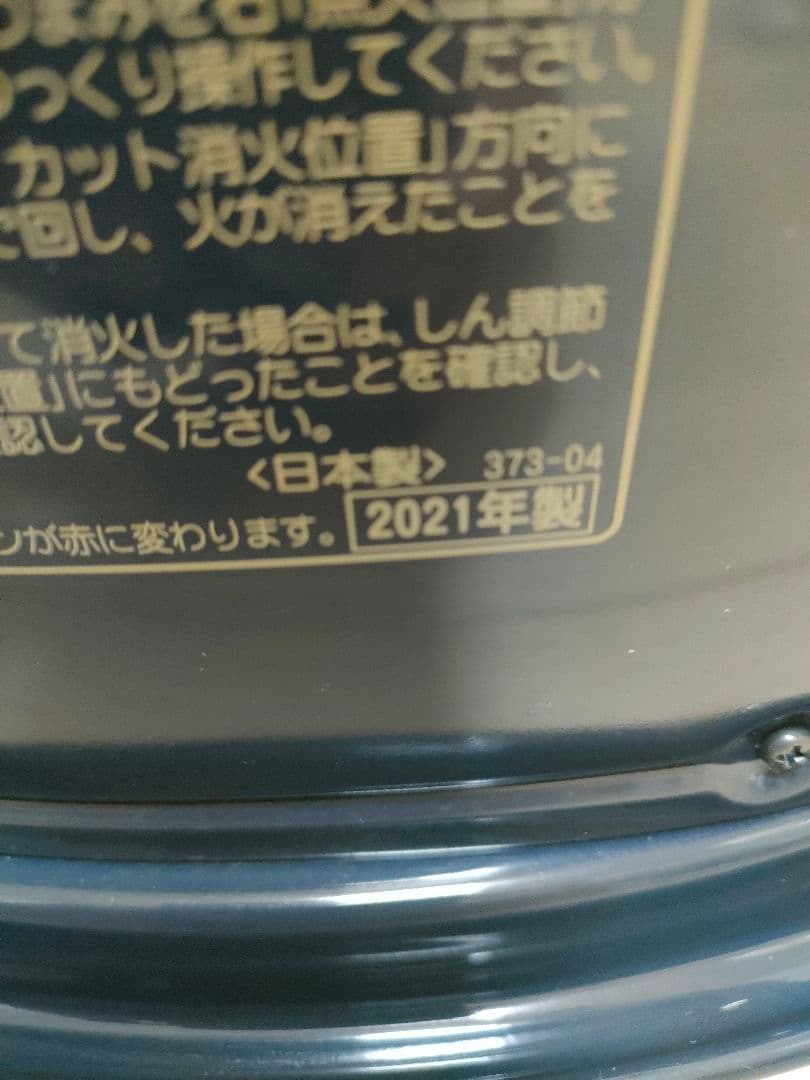 つまみを右「点火位置」方
ゆっくり操作してください。
カット消火位置」方向に
で回し、火が消えたことを
て消火した場合は、しん調節
置」にもどったことを確認し、
認してください。
<日本製> 373-04
ンが赤に変わります。 2021年製